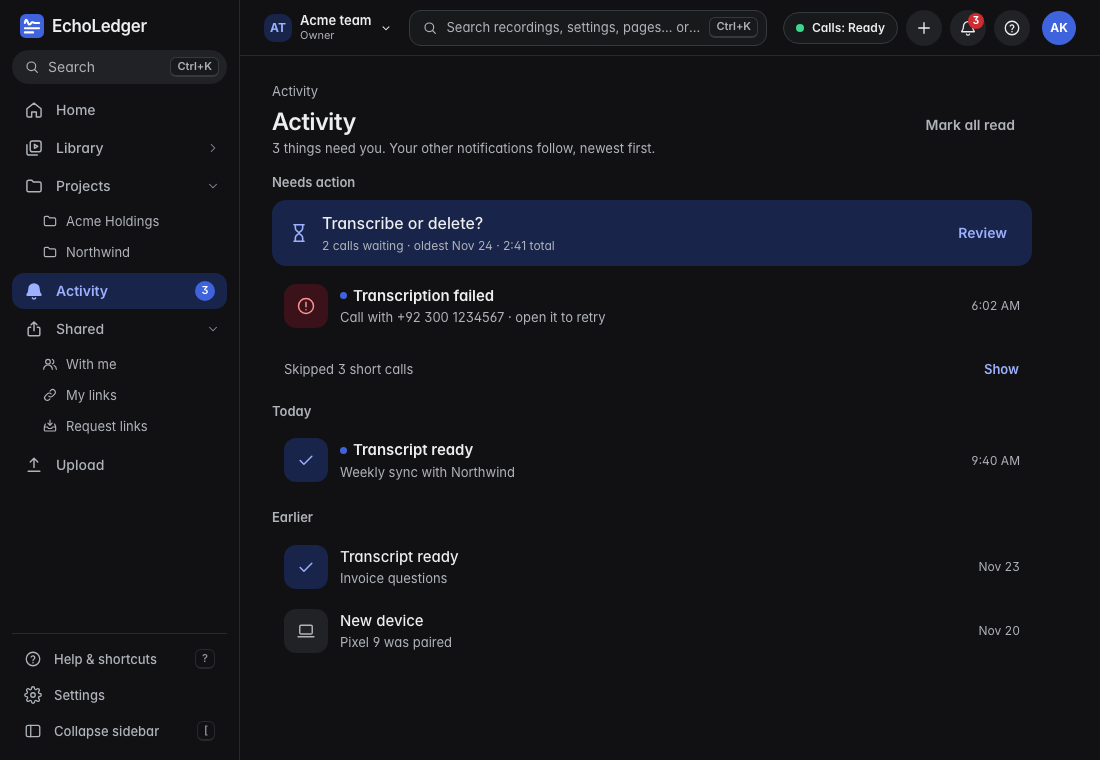 EchoLedger
Search Ctrl+K
Home
Library
Projects
Acme Holdings
Northwind
Activity 3
Shared
With me
My links
Request links
Upload
Help & shortcuts ?
Settings
Collapse sidebar [
AT Acme team
Owner
Search recordings, settings, pages... or... Ctrl+K
Calls: Ready
3
AK
Activity
Activity
Mark all read
3 things need you. Your other notifications follow, newest first.
Needs action
Transcribe or delete?
2 calls waiting · oldest Nov 24 · 2:41 total
Review
Transcription failed
Call with +92 300 1234567 · open it to retry
6:02 AM
Skipped 3 short calls Show
Today
Transcript ready
Weekly sync with Northwind
9:40 AM
Earlier
Transcript ready
Invoice questions
Nov 23
New device
Pixel 9 was paired
Nov 20